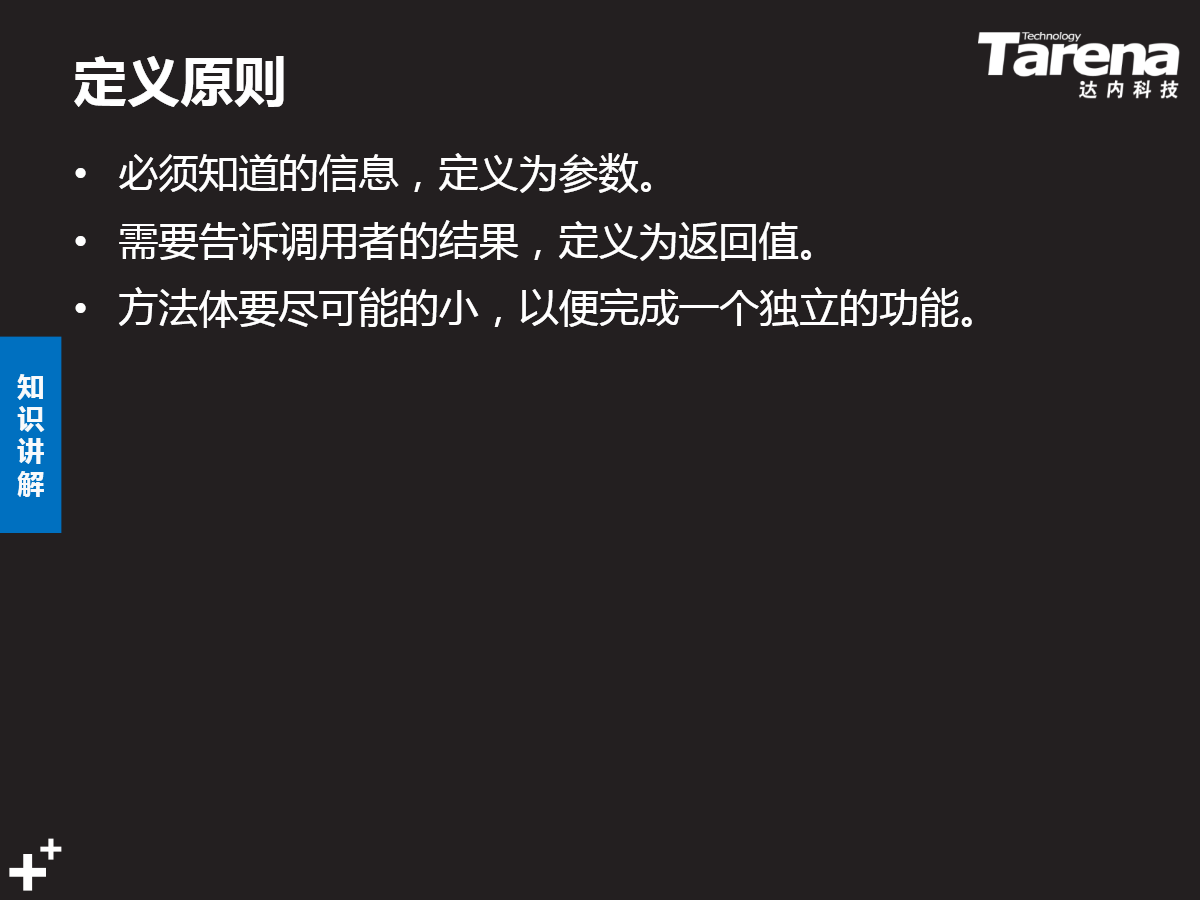 定义原则
Technology
Tarena
达内科技
• 必须知道的信息，定义为参数。
• 需要告诉调用者的结果，定义为返回值。
• 方法体要尽可能的小，以便完成一个独立的功能。
知
识
讲
解